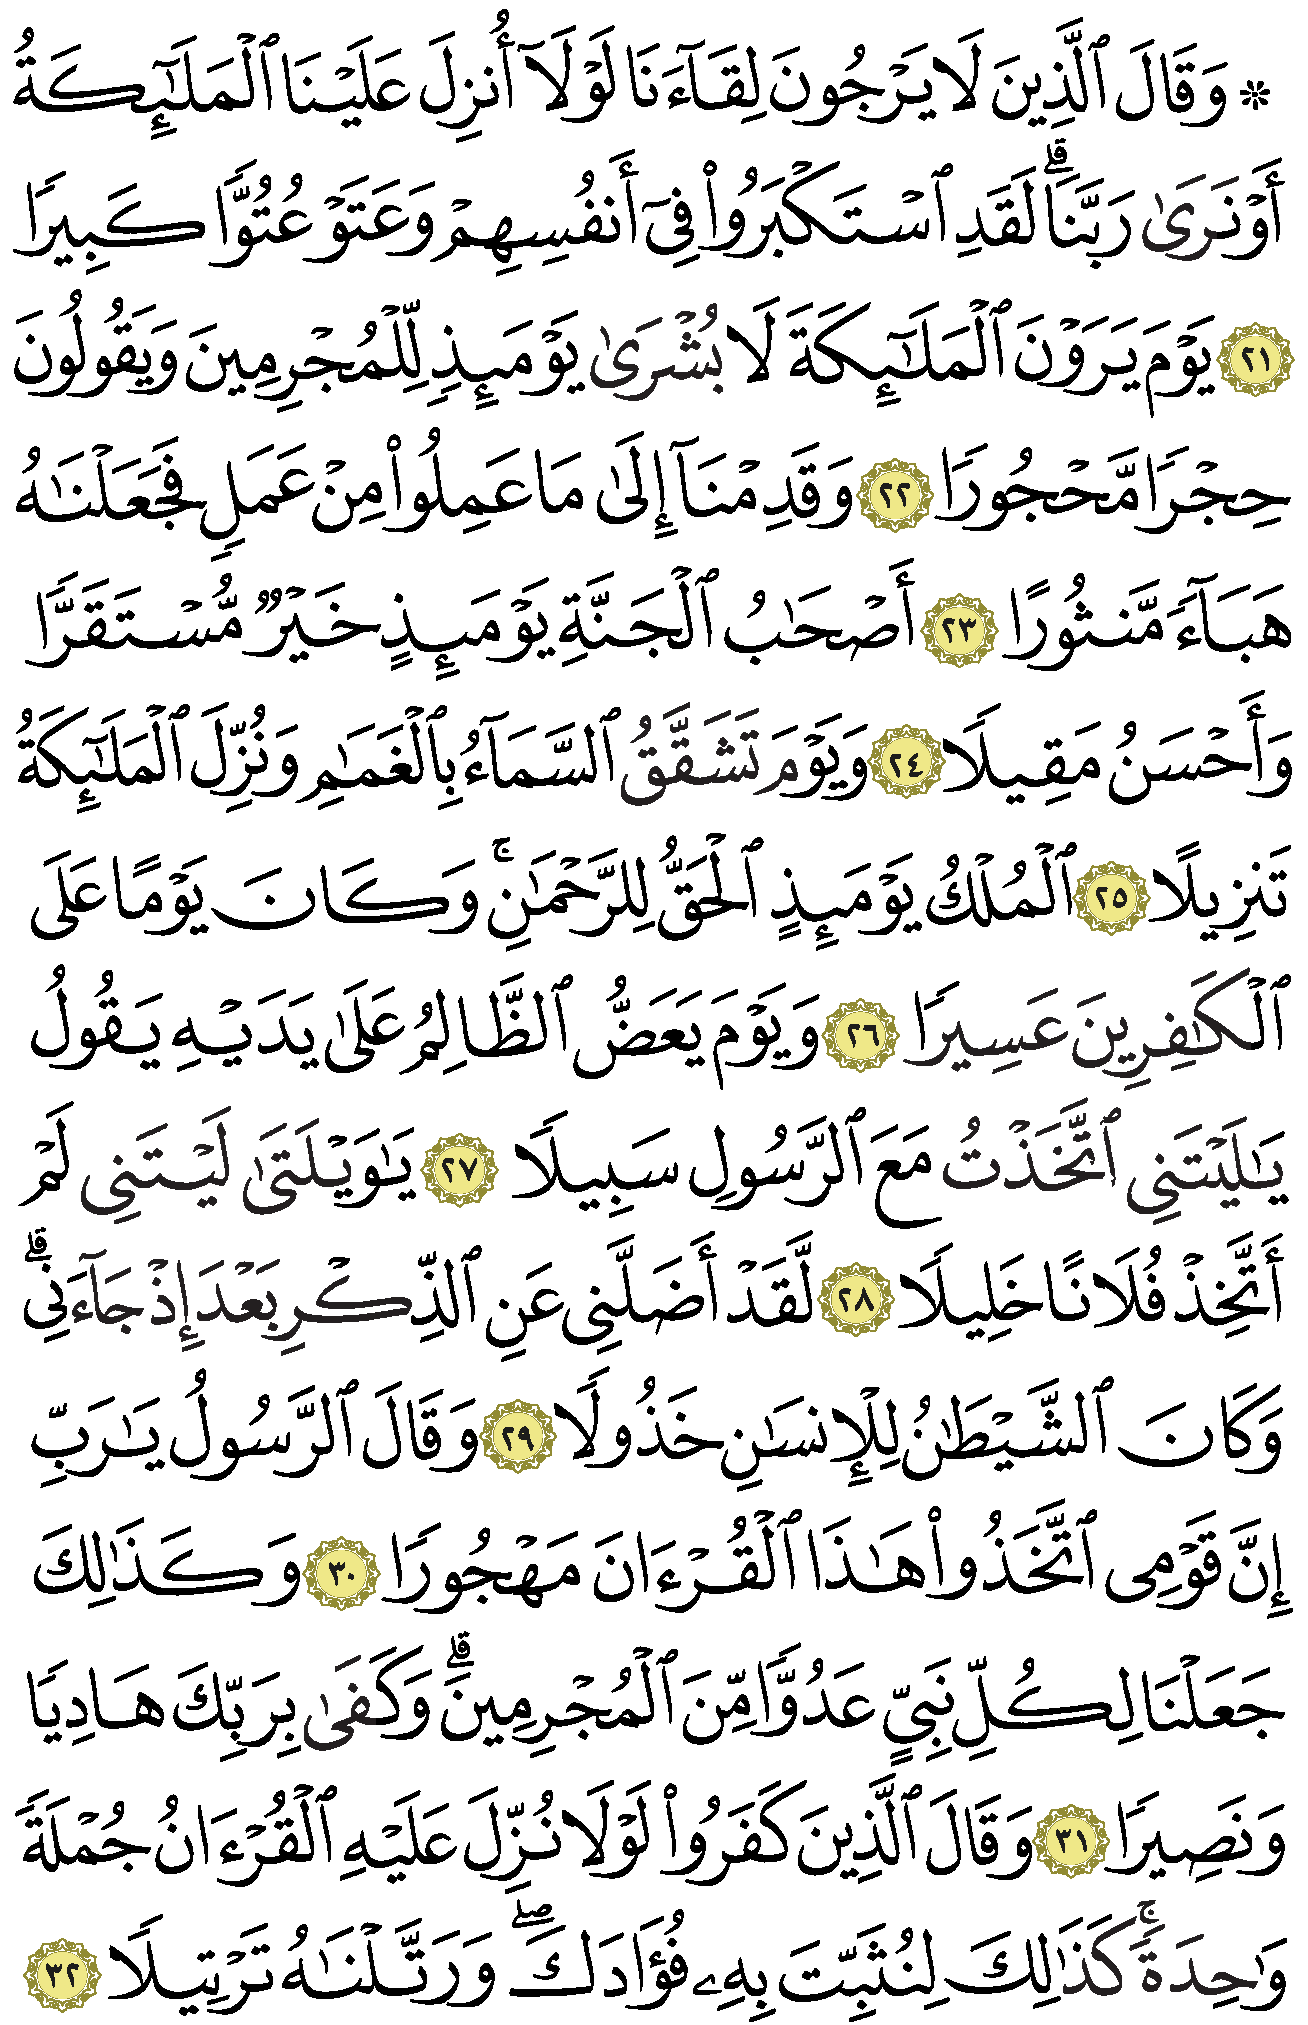 ۞ وَقَالَ ٱلَّذِينَ لَا يَرْجُونَ لِقَآءَنَا لَوْلَآ أُنزِلَ عَلَيْنَا ٱلْمَلَٰٓئِكَةُ
أَوْ نَرَىٰ رَبَّنَا ۗ لَقَدِ ٱسْتَكْبَرُوا۟ فِىٓ أَنفُسِهِمْ وَعَتَوْ عُتُوًّا كَبِيرًا
٢١ يَوْمَ يَرَوْنَ ٱلْمَلَٰٓئِكَةَ لَا بُشْرَىٰ يَوْمَئِذٍ لِّلْمُجْرِمِينَ وَيَقُولُونَ
حِجْرًا مَّحْجُورًا ٢٢ وَقَدِمْنَآ إِلَىٰ مَا عَمِلُوا۟ مِنْ عَمَلٍ فَجَعَلْنَٰهُ
هَبَآءً مَّنثُورًا ٢٣ أَصْحَٰبُ ٱلْجَنَّةِ يَوْمَئِذٍ خَيْرٌ مُّسْتَقَرًّا
وَأَحْسَنُ مَقِيلًا ٢٤ وَيَوْمَ تَشَقَّقُ ٱلسَّمَآءُ بِٱلْغَمَٰمِ وَنُزِّلَ ٱلْمَلَٰٓئِكَةُ
تَنزِيلًا ٢٥ ٱلْمُلْكُ يَوْمَئِذٍ ٱلْحَقُّ لِلرَّحْمَٰنِ ۚ وَكَانَ يَوْمًا عَلَى
ٱلْكَٰفِرِينَ عَسِيرًا ٢٦ وَيَوْمَ يَعَضُّ ٱلظَّالِمُ عَلَىٰ يَدَيْهِ يَقُولُ
يَٰلَيْتَنِى ٱتَّخَذْتُ مَعَ ٱلرَّسُولِ سَبِيلًا ٢٧ يَٰوَيْلَتَىٰ لَيْتَنِى لَمْ
أَتَّخِذْ فُلَانًا خَلِيلًا ٢٨ لَّقَدْ أَضَلَّنِى عَنِ ٱلذِّكْرِ بَعْدَ إِذْ جَآءَنِى ۗ
وَكَانَ ٱلشَّيْطَٰنُ لِلْإِنسَٰنِ خَذُولًا ٢٩ وَقَالَ ٱلرَّسُولُ يَٰرَبِّ
إِنَّ قَوْمِى ٱتَّخَذُوا۟ هَٰذَا ٱلْقُرْءَانَ مَهْجُورًا ٣٠ وَكَذَٰلِكَ
جَعَلْنَا لِكُلِّ نَبِىٍّ عَدُوًّا مِّنَ ٱلْمُجْرِمِينَ ۗ وَكَفَىٰ بِرَبِّكَ هَادِيًا
وَنَصِيرًا ٣١ وَقَالَ ٱلَّذِينَ كَفَرُوا۟ لَوْلَا نُزِّلَ عَلَيْهِ ٱلْقُرْءَانُ جُمْلَةً
وَٰحِدَةً ۚ كَذَٰلِكَ لِنُثَبِّتَ بِهِۦ فُؤَادَكَ ۖ وَرَتَّلْنَٰهُ تَرْتِيلًا ٣٢